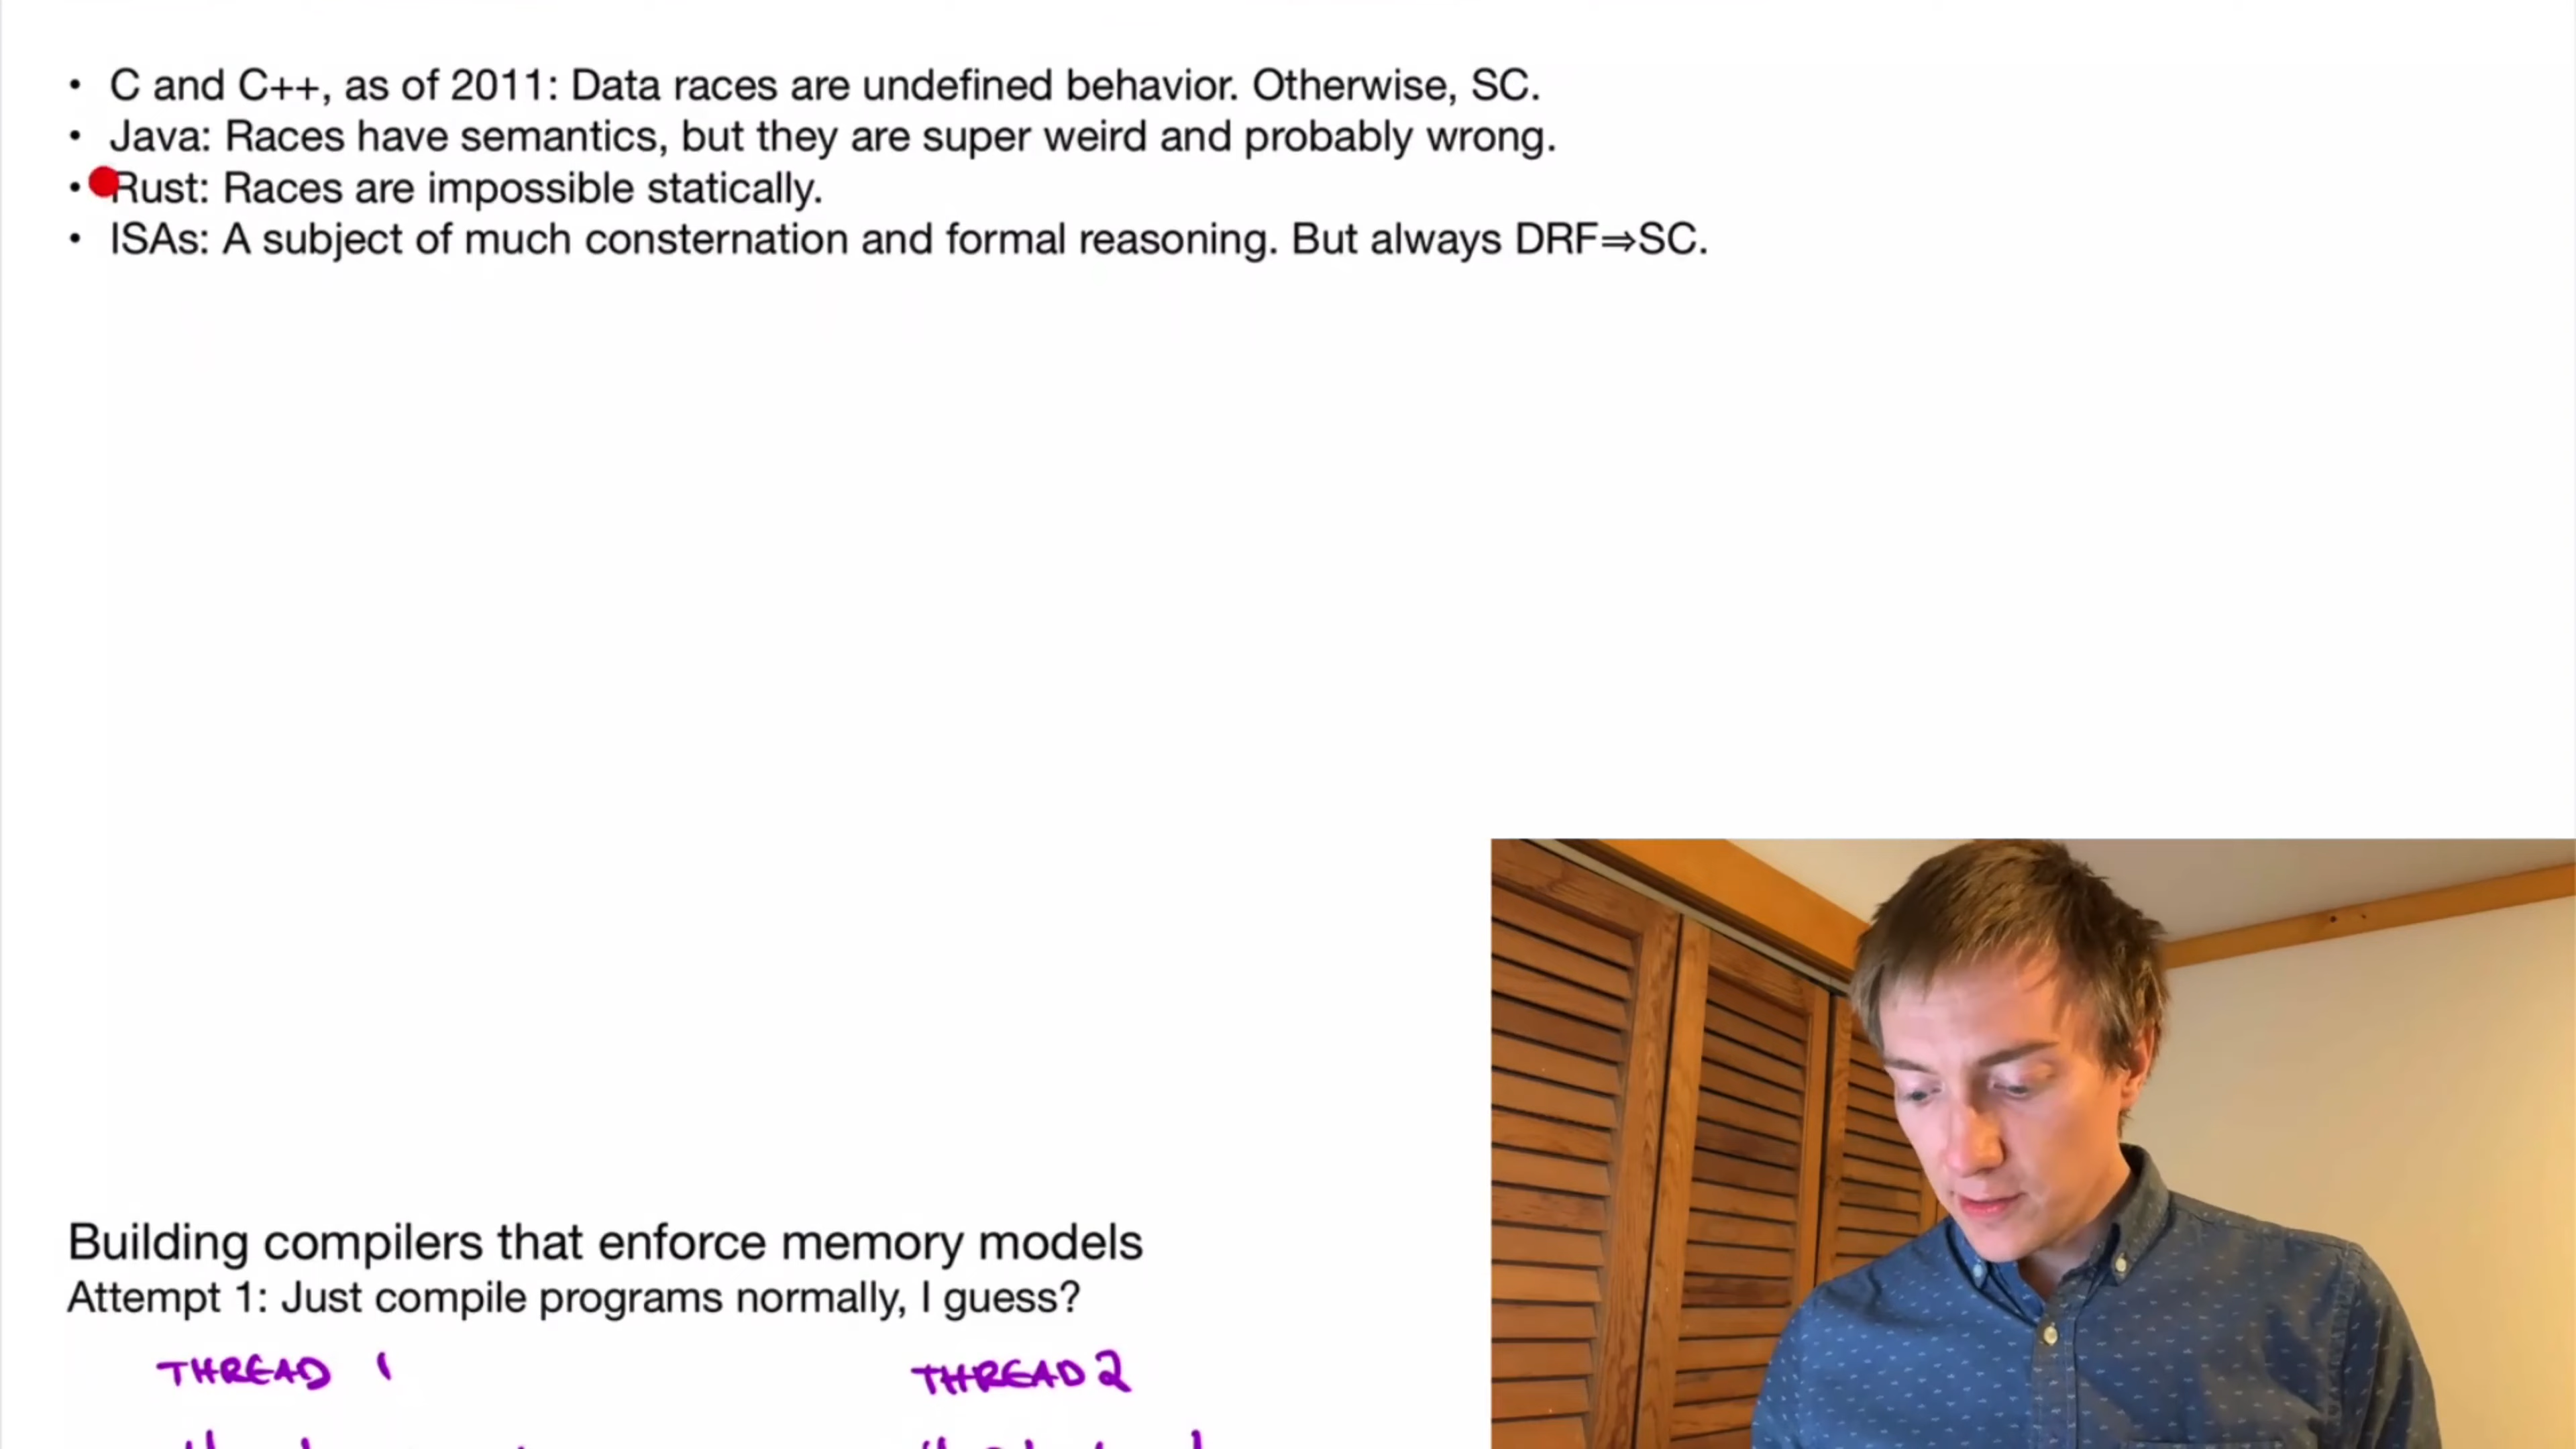 • C and C++, as of 2011: Data races are undefined behavior. Otherwise, SC.
• Java: Races have semantics, but they are super weird and probably wrong.
• Rust: Races are impossible statically.
• ISAs: A subject of much consternation and formal reasoning. But always DRF⇒SC.
Building compilers that enforce memory models
Attempt 1: Just compile programs normally, I guess?
THREAD 1 THREAD 2